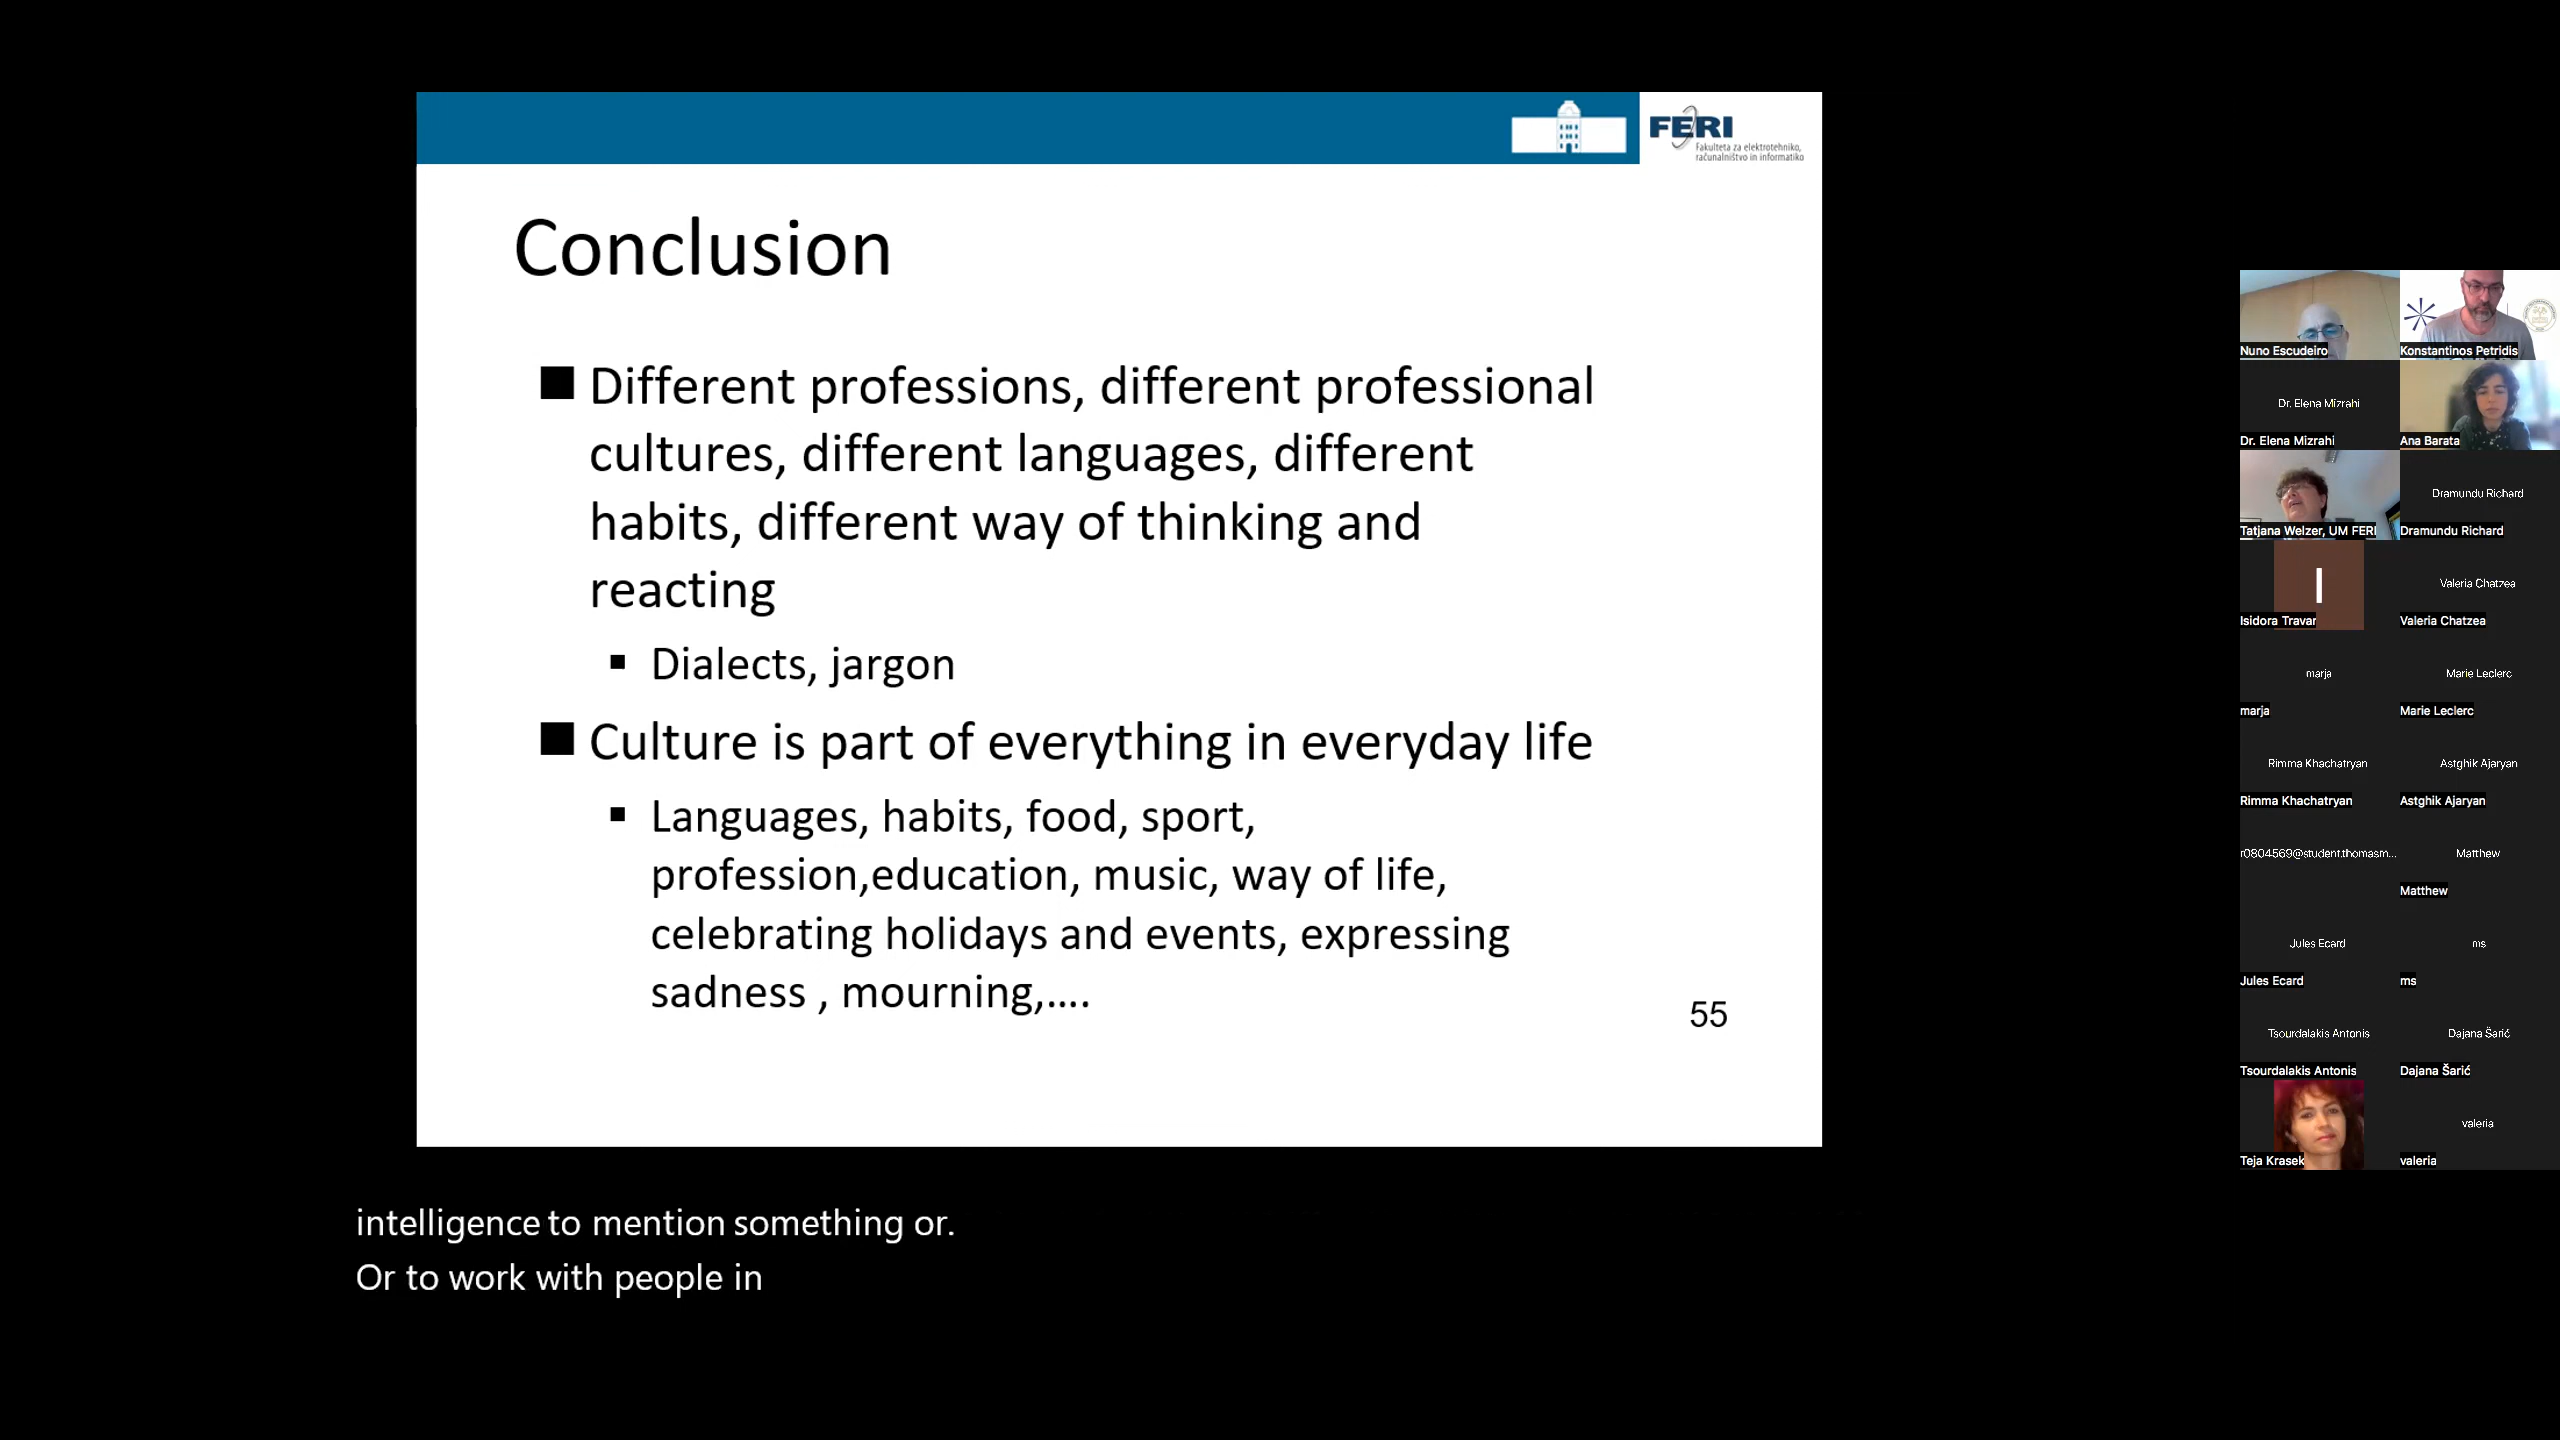 FERI
Fakulteta za elektrotehniko,
računalništvo in informatiko
Conclusion
Different professions, different professional
cultures, different languages, different
habits, different way of thinking and
reacting
Dialects, jargon
Culture is part of everything in everyday life
Languages, habits, food, sport,
profession,education, music, way of life,
celebrating holidays and events, expressing
sadness , mourning,....
55
intelligence to mention something or.
Or to work with people in
Nuno Escudeiro
Konstantinos Petridis
Dr. Elena Mizrahi
Dr. Elena Mizrahi
Ana Barata
Tatjana Welzer, UM FERI
Dramundu Richard
Dramundu Richard
I
Isidora Travar
Valeria Chatzea
Valeria Chatzea
marja
marja
Marie Leclerc
Marie Leclerc
Rimma Khachatryan
Rimma Khachatryan
Astghik Ajaryan
Astghik Ajaryan
r0804569@student.thomasm...
Matthew
Matthew
Jules Ecard
Jules Ecard
ms
ms
Tsourdalakis Antonis
Tsourdalakis Antonis
Dajana Šarić
Dajana Šarić
Teja Krasek
valeria
valeria